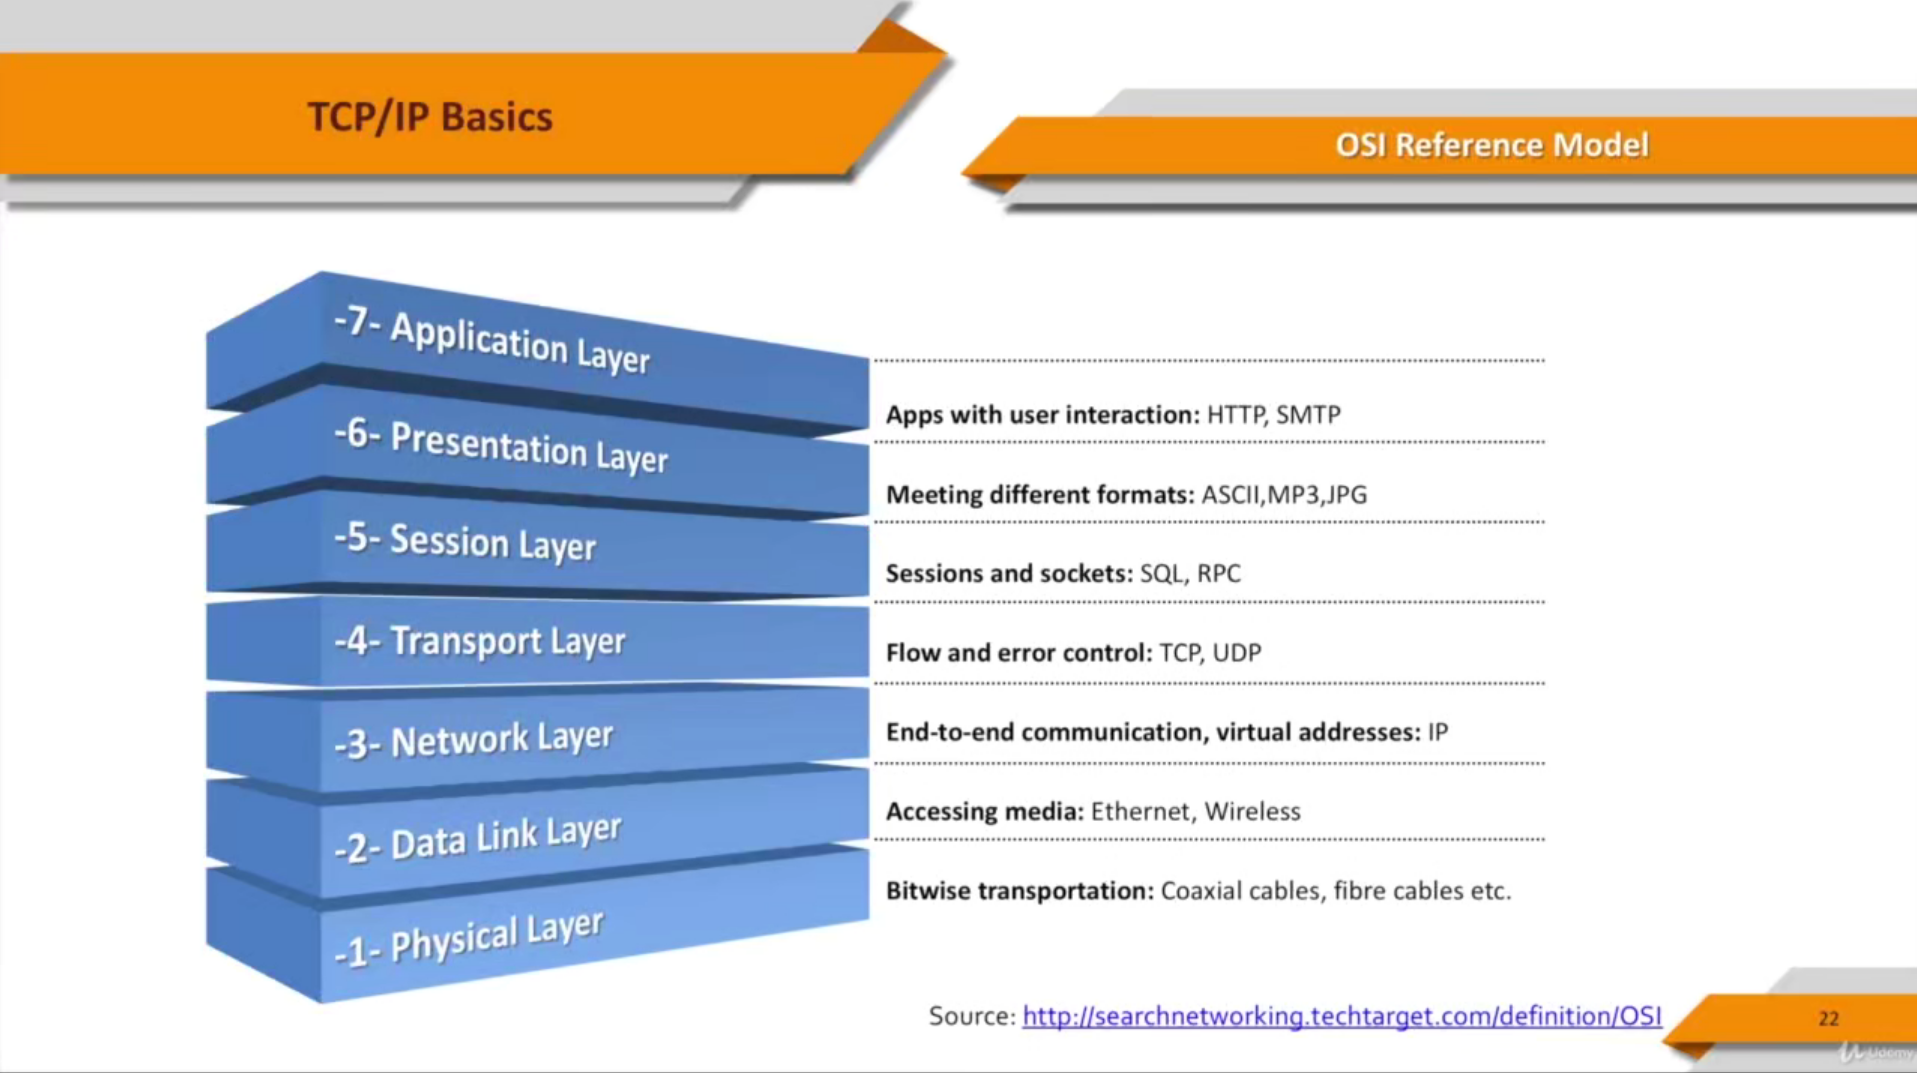 TCP/IP Basics
OSI Reference Model
-7- Application Layer
Apps with user interaction: HTTP, SMTP
-6- Presentation Layer
Meeting different formats: ASCII,MP3,JPG
-5- Session Layer
Sessions and sockets: SQL, RPC
-4- Transport Layer
Flow and error control: TCP, UDP
-3- Network Layer
End-to-end communication, virtual addresses: IP
-2- Data Link Layer
Accessing media: Ethernet, Wireless
-1- Physical Layer
Bitwise transportation: Coaxial cables, fibre cables etc.
Source: http://searchnetworking.techtarget.com/definition/OSI
22
Udemy